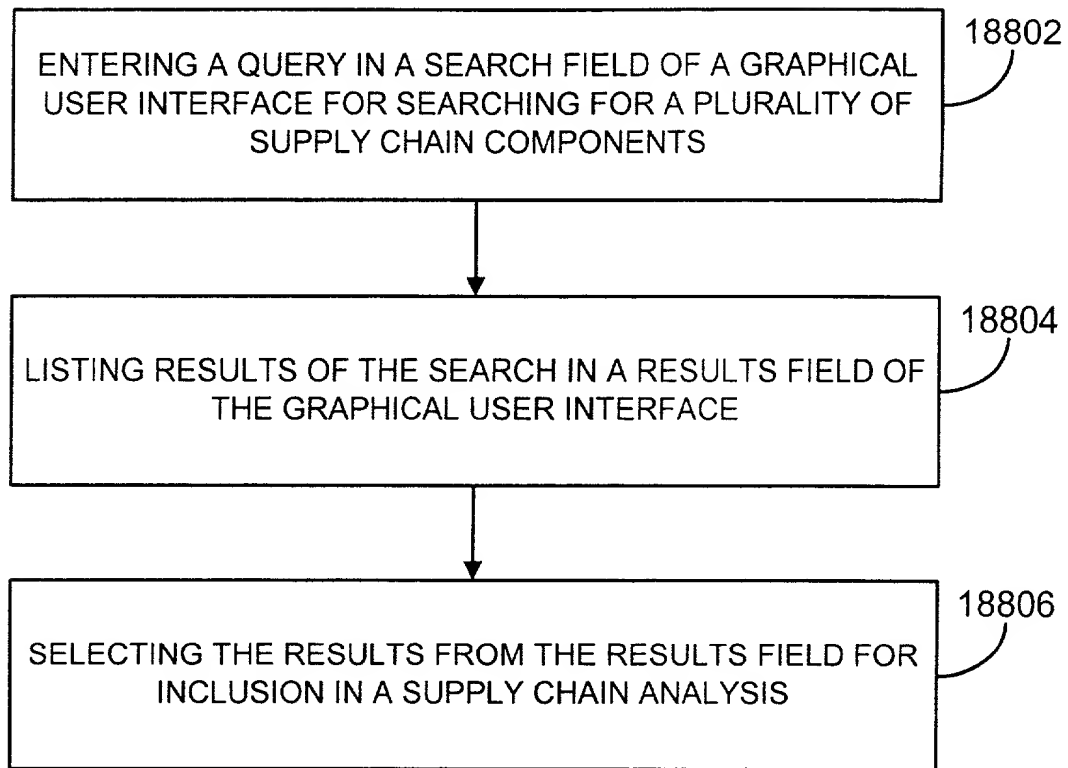 18802
ENTERING A QUERY IN A SEARCH FIELD OF A GRAPHICAL
USER INTERFACE FOR SEARCHING FOR A PLURALITY OF
SUPPLY CHAIN COMPONENTS
18804
LISTING RESULTS OF THE SEARCH IN A RESULTS FIELD OF
THE GRAPHICAL USER INTERFACE
18806
SELECTING THE RESULTS FROM THE RESULTS FIELD FOR
INCLUSION IN A SUPPLY CHAIN ANALYSIS